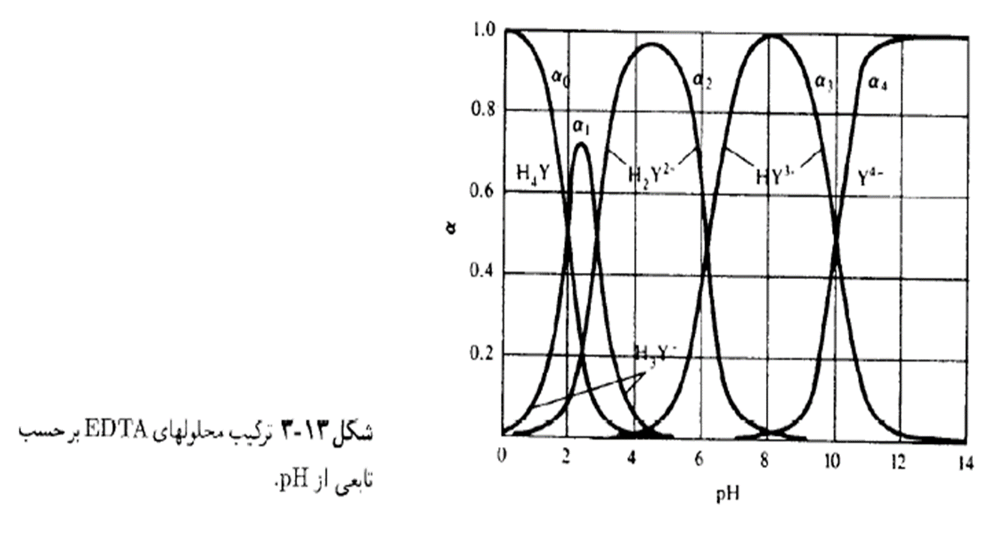 1.0
0.8
0.6
0.4
0.2
α
α₀
α₁
α₂
α₃
α₄
H₄Y
H₂Y²⁻
HY³⁻
Y⁴⁻
H₃Y⁻
0 2 4 6 8 10 12 14
pH
شکل ۱۳-۳ ترکیب محلولهای EDTA بر حسب
تابعی از pH.